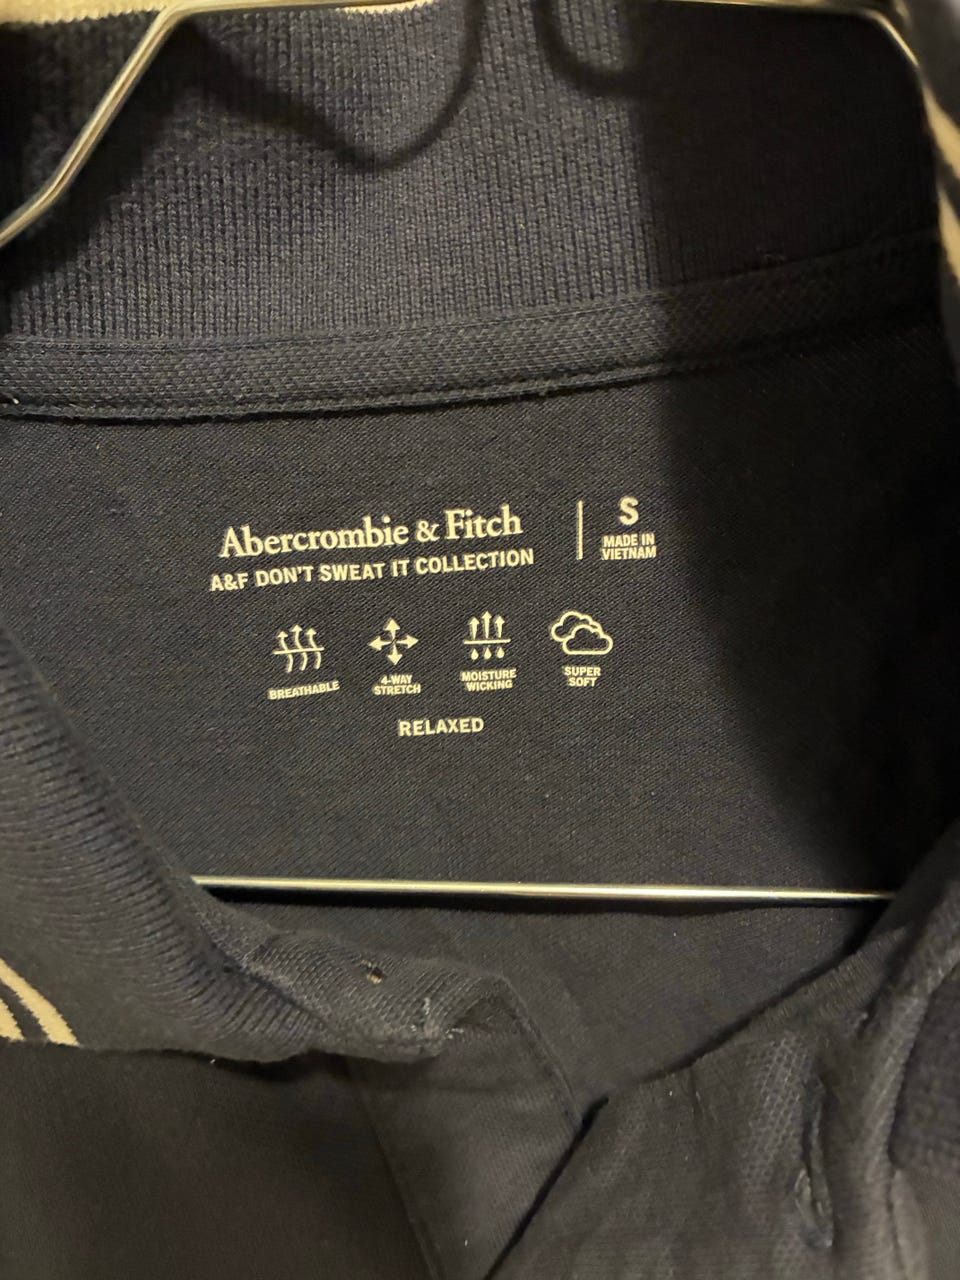 Abercrombie & Fitch
A&F DON'T SWEAT IT COLLECTION
S
MADE IN
VIETNAM
BREATHABLE
4-WAY
STRETCH
MOISTURE
WICKING
SUPER
SOFT
RELAXED